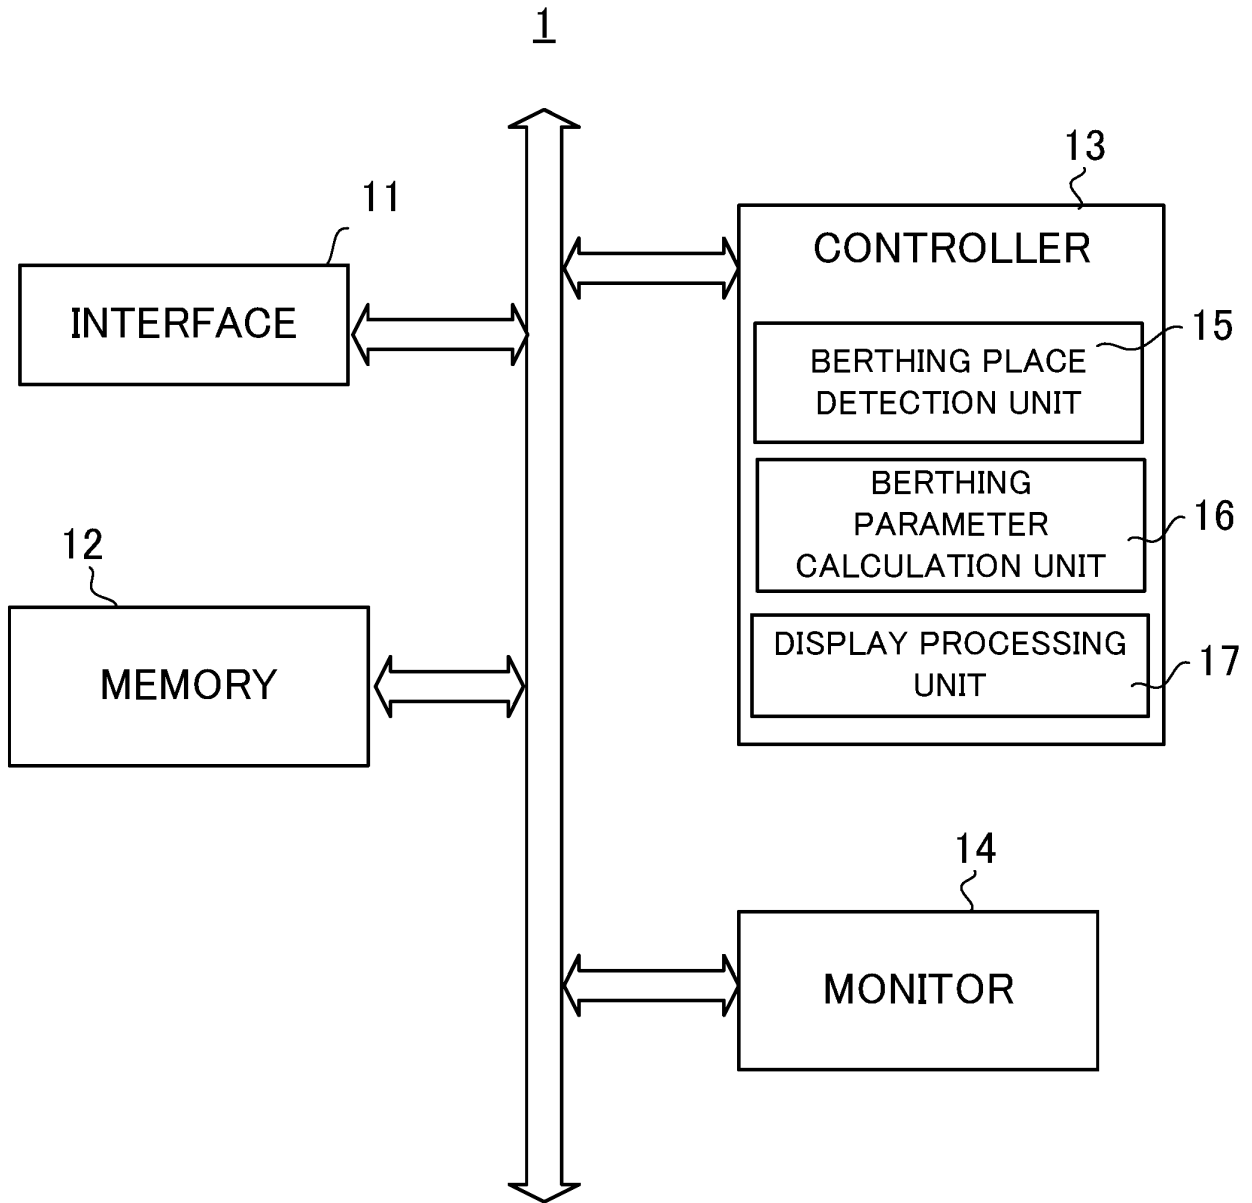 1
11
INTERFACE
12
MEMORY
13
CONTROLLER
15
BERTHING PLACE
DETECTION UNIT
16
BERTHING
PARAMETER
CALCULATION UNIT
17
DISPLAY PROCESSING
UNIT
14
MONITOR